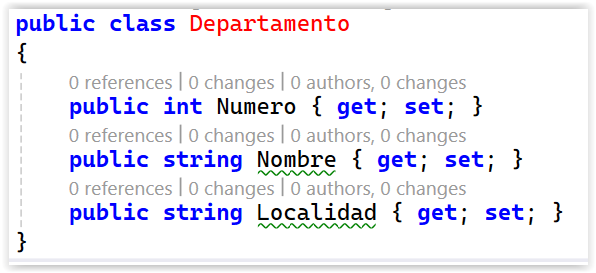 public class Departamento
{
0 references | 0 changes | 0 authors, 0 changes
public int Numero { get; set; }
0 references | 0 changes | 0 authors, 0 changes
public string Nombre { get; set; }
0 references | 0 changes | 0 authors, 0 changes
public string Localidad { get; set; }
}